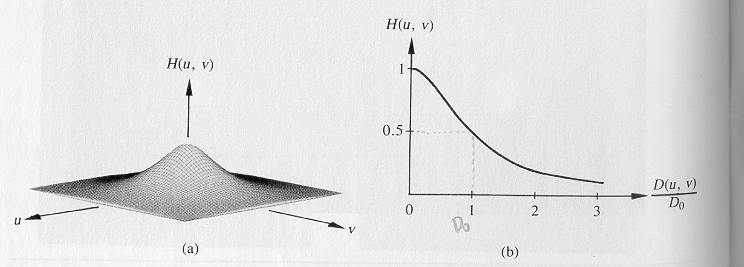 H(u, v)
u
v
(a)
H(u, v)
1
0.5
0
1
2
3
D(u, v)
D₀
D₀
(b)